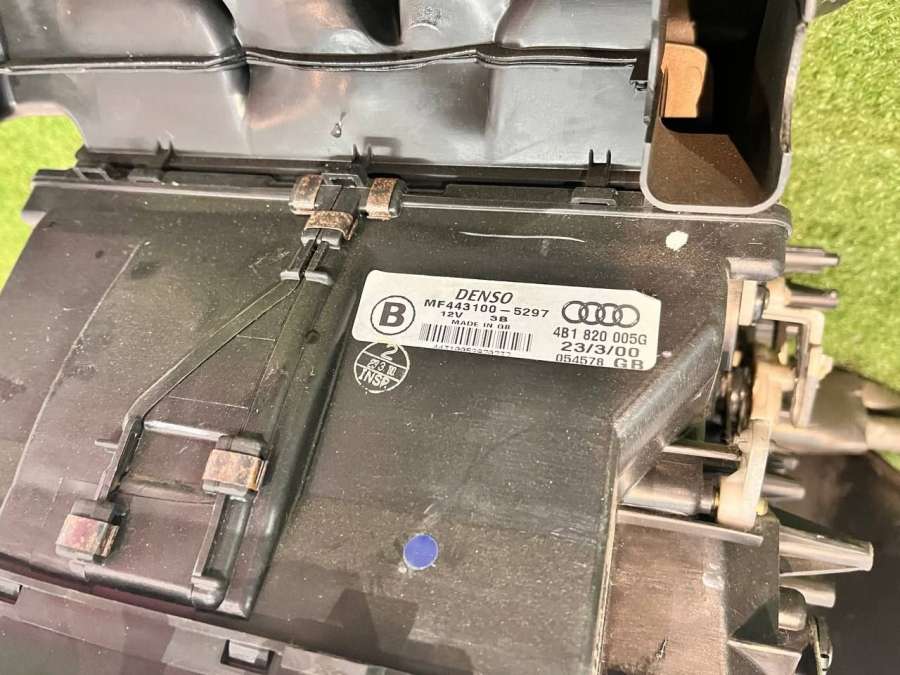 DENSO
B
MF443100-5297
12V 3B
MADE IN GB
4B1 820 005G
23/3/00
054578 GB
2
INSP.